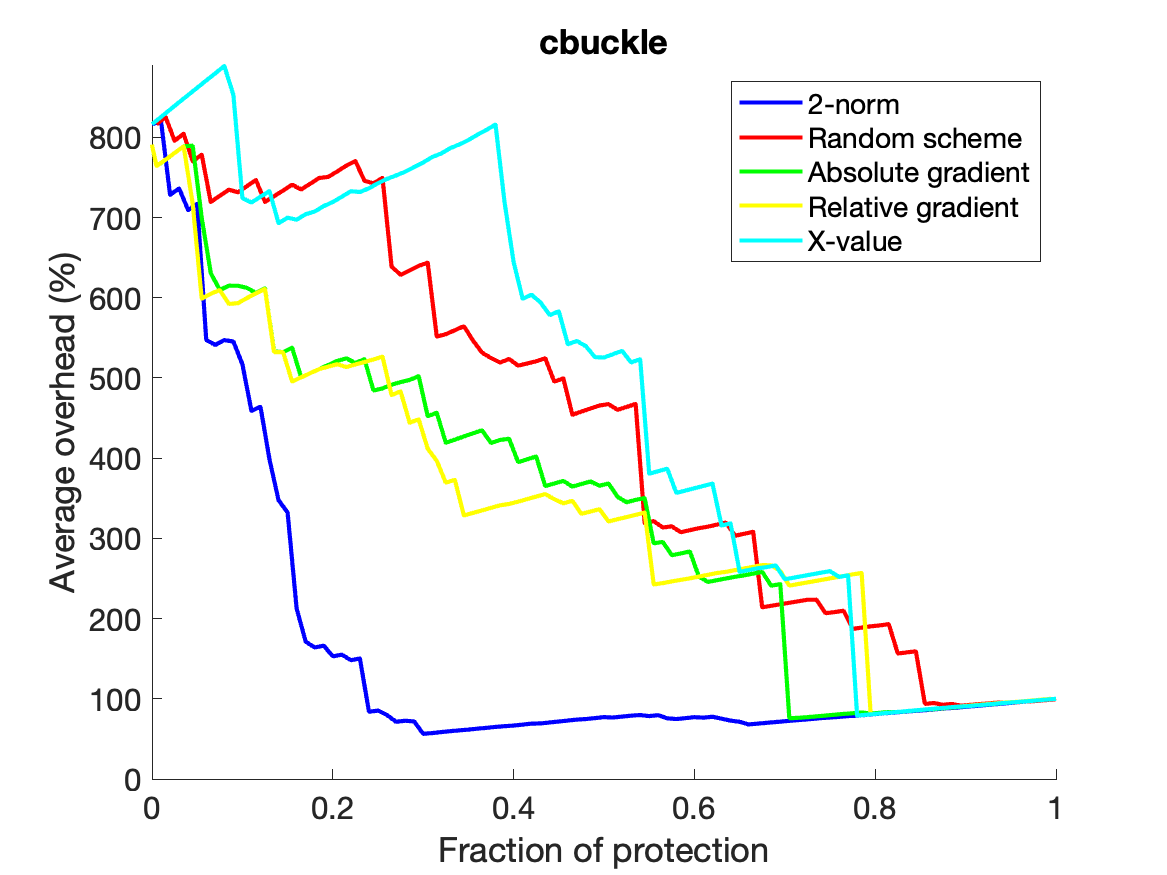 cbuckle
Average overhead (%)
800
700
600
500
400
300
200
100
0
0
0.2
0.4
0.6
0.8
1
Fraction of protection
2-norm
Random scheme
Absolute gradient
Relative gradient
X-value